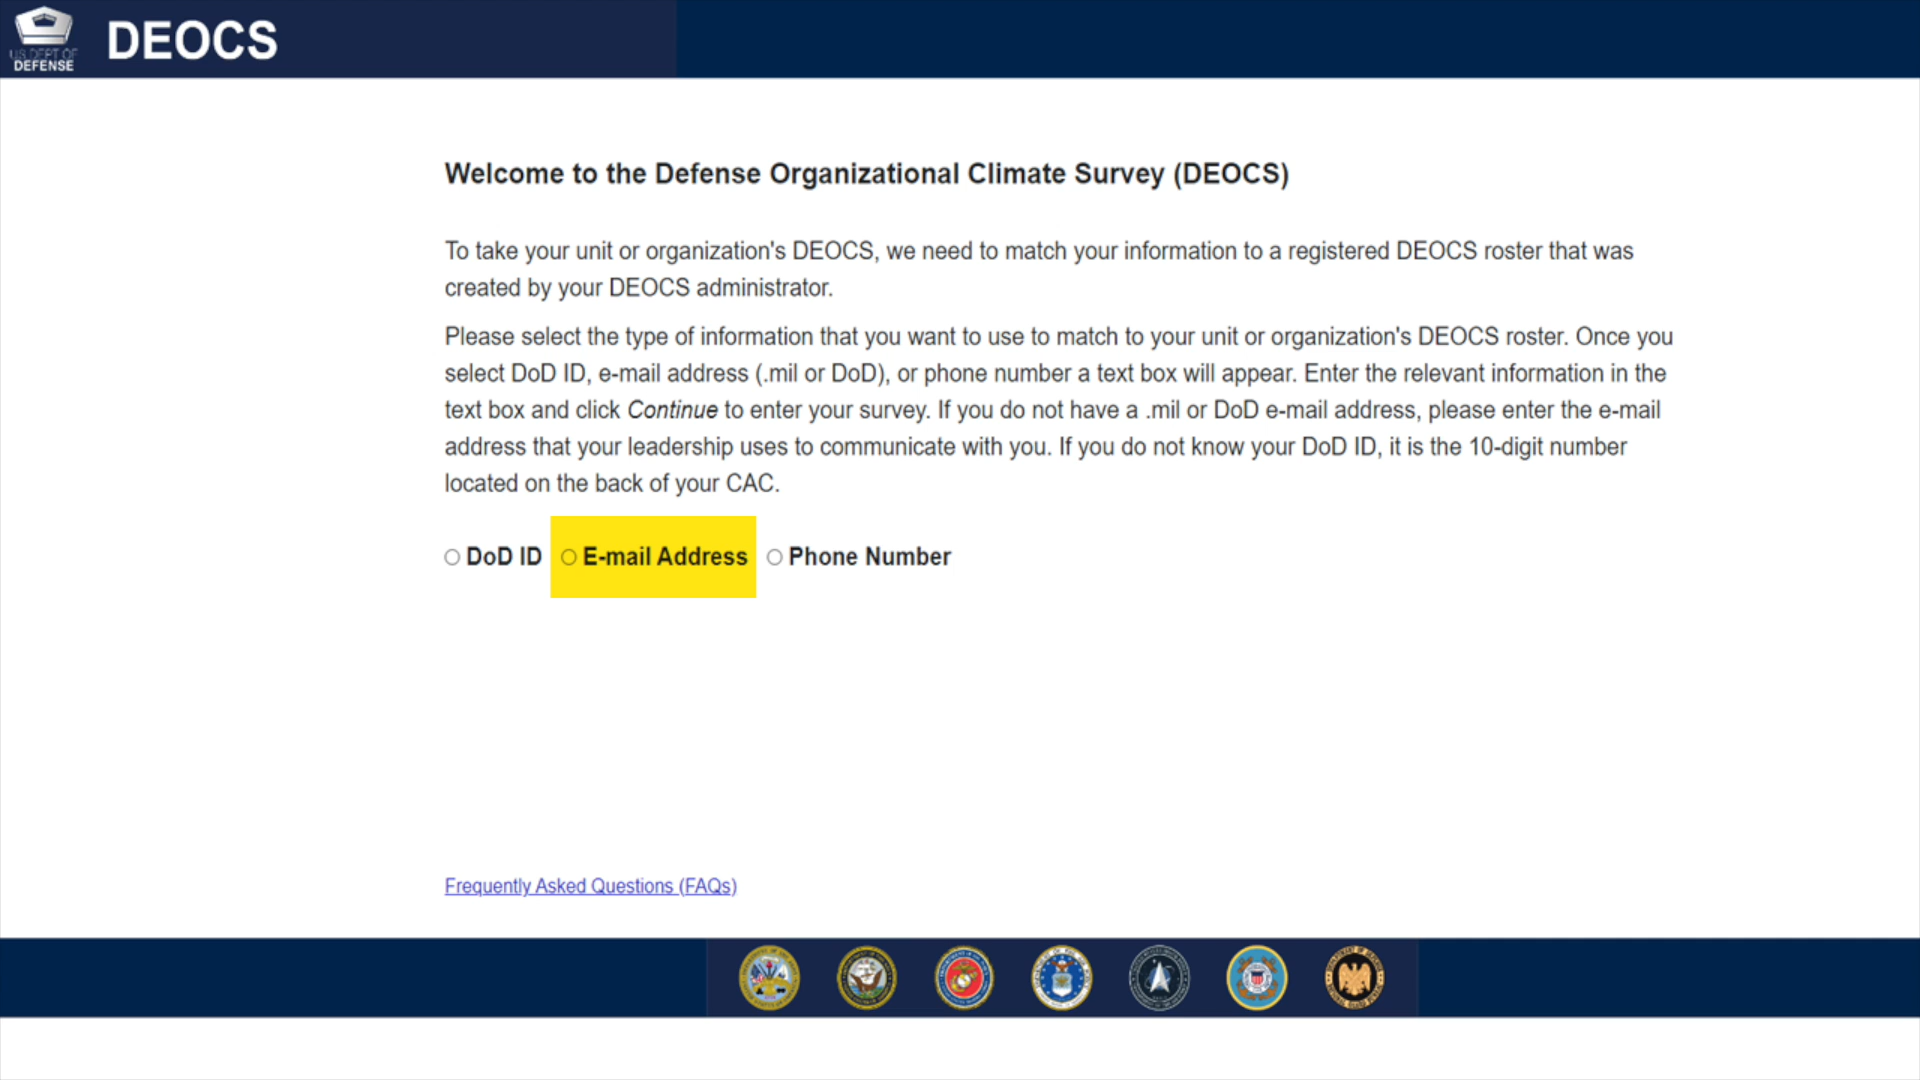 US DEPT OF
DEFENSE
DEOCS
Welcome to the Defense Organizational Climate Survey (DEOCS)
To take your unit or organization's DEOCS, we need to match your information to a registered DEOCS roster that was
created by your DEOCS administrator.
Please select the type of information that you want to use to match to your unit or organization's DEOCS roster. Once you
select DoD ID, e-mail address (.mil or DoD), or phone number a text box will appear. Enter the relevant information in the
text box and click Continue to enter your survey. If you do not have a .mil or DoD e-mail address, please enter the e-mail
address that your leadership uses to communicate with you. If you do not know your DoD ID, it is the 10-digit number
located on the back of your CAC.
DoD ID E-mail Address Phone Number
Frequently Asked Questions (FAQs)